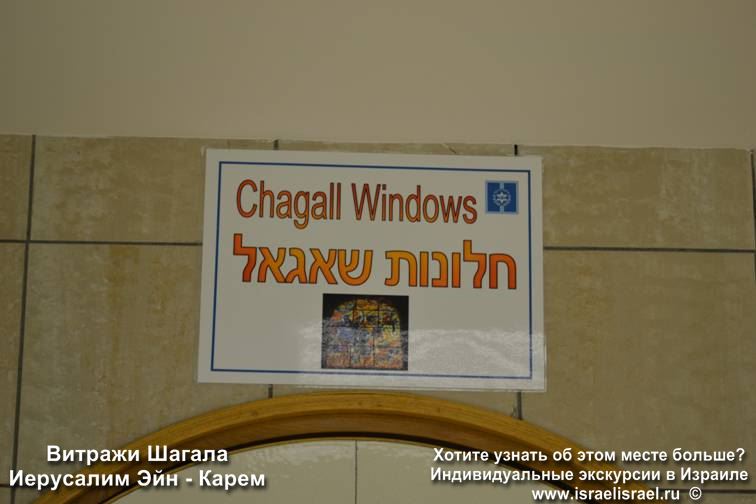 Chagall Windows
חלונות שאגאל
Витражи Шагала
Иерусалим Эйн - Карем
Хотите узнать об этом месте больше?
Индивидуальные экскурсии в Израиле
www.israelisrael.ru ©